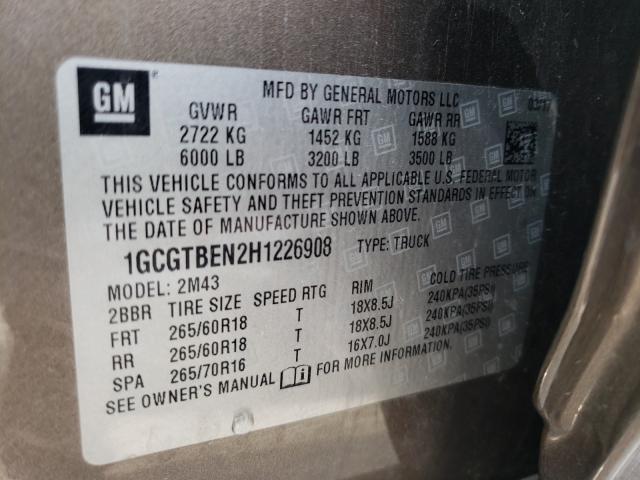 GM
MFD BY GENERAL MOTORS LLC 03/17
GVWR GAWR FRT GAWR RR
2722 KG 1452 KG 1588 KG
6000 LB 3200 LB 3500 LB
THIS VEHICLE CONFORMS TO ALL APPLICABLE U.S. FEDERAL MOTOR
VEHICLE SAFETY AND THEFT PREVENTION STANDARDS IN EFFECT ON
THE DATE OF MANUFACTURE SHOWN ABOVE.
1GCGTBEN2H1226908 TYPE: TRUCK
MODEL: 2M43
2BBR TIRE SIZE SPEED RTG RIM COLD TIRE PRESSURE
FRT 265/60R18 T 18X8.5J 240KPA(35PSI)
RR 265/60R18 T 18X8.5J 240KPA(35PSI)
SPA 265/70R16 T 16X7.0J 240KPA(35PSI)
SEE OWNER'S MANUAL FOR MORE INFORMATION.